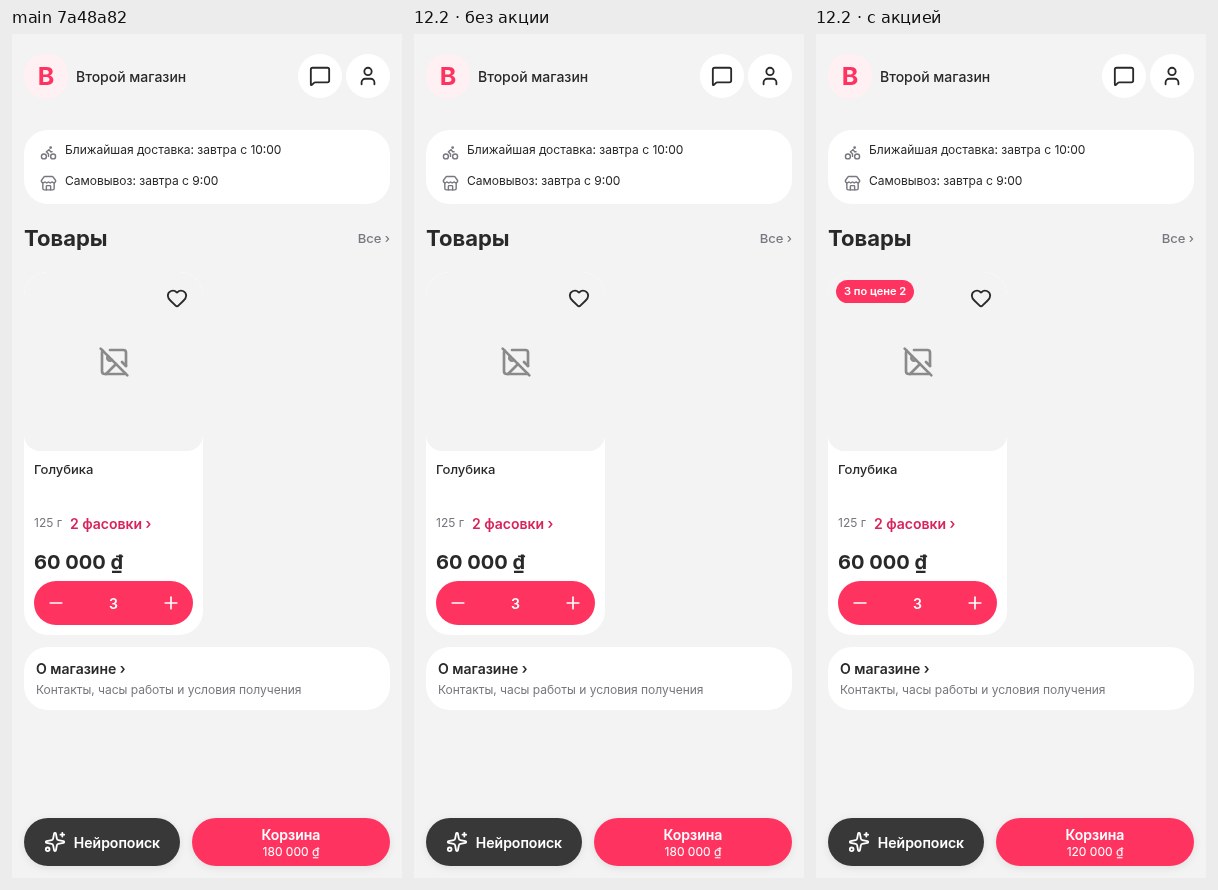 main 7a48a82
В
Второй магазин
Ближайшая доставка: завтра с 10:00
Самовывоз: завтра с 9:00
Товары
Все ›
Голубика
125 г 2 фасовки ›
60 000 ₫
3
О магазине ›
Контакты, часы работы и условия получения
Нейропоиск
Корзина
180 000 ₫
12.2 · без акции
В
Второй магазин
Ближайшая доставка: завтра с 10:00
Самовывоз: завтра с 9:00
Товары
Все ›
Голубика
125 г 2 фасовки ›
60 000 ₫
3
О магазине ›
Контакты, часы работы и условия получения
Нейропоиск
Корзина
180 000 ₫
12.2 · с акцией
В
Второй магазин
Ближайшая доставка: завтра с 10:00
Самовывоз: завтра с 9:00
Товары
Все ›
3 по цене 2
Голубика
125 г 2 фасовки ›
60 000 ₫
3
О магазине ›
Контакты, часы работы и условия получения
Нейропоиск
Корзина
120 000 ₫